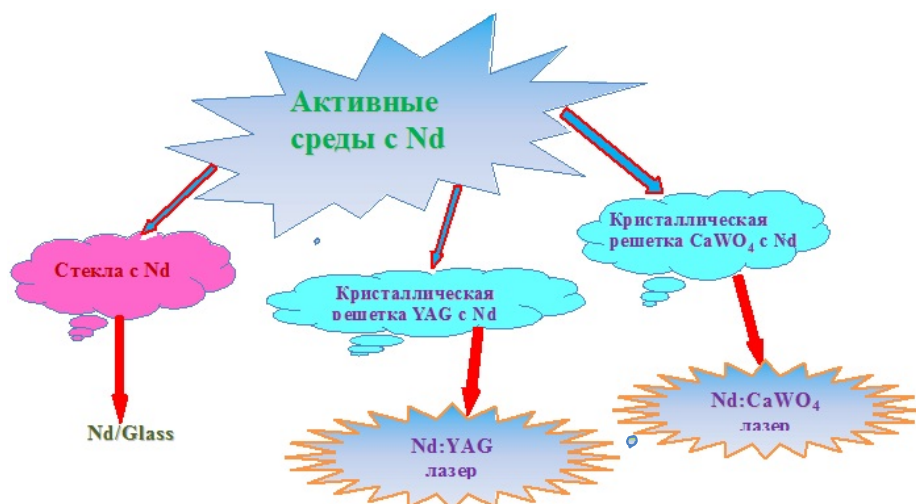 Активные
среды с Nd
Кристаллическая
решетка CaWO₄ с Nd
Стекла с Nd
Кристаллическая
решетка YAG с Nd
Nd:CaWO₄
лазер
Nd/Glass
Nd:YAG
лазер